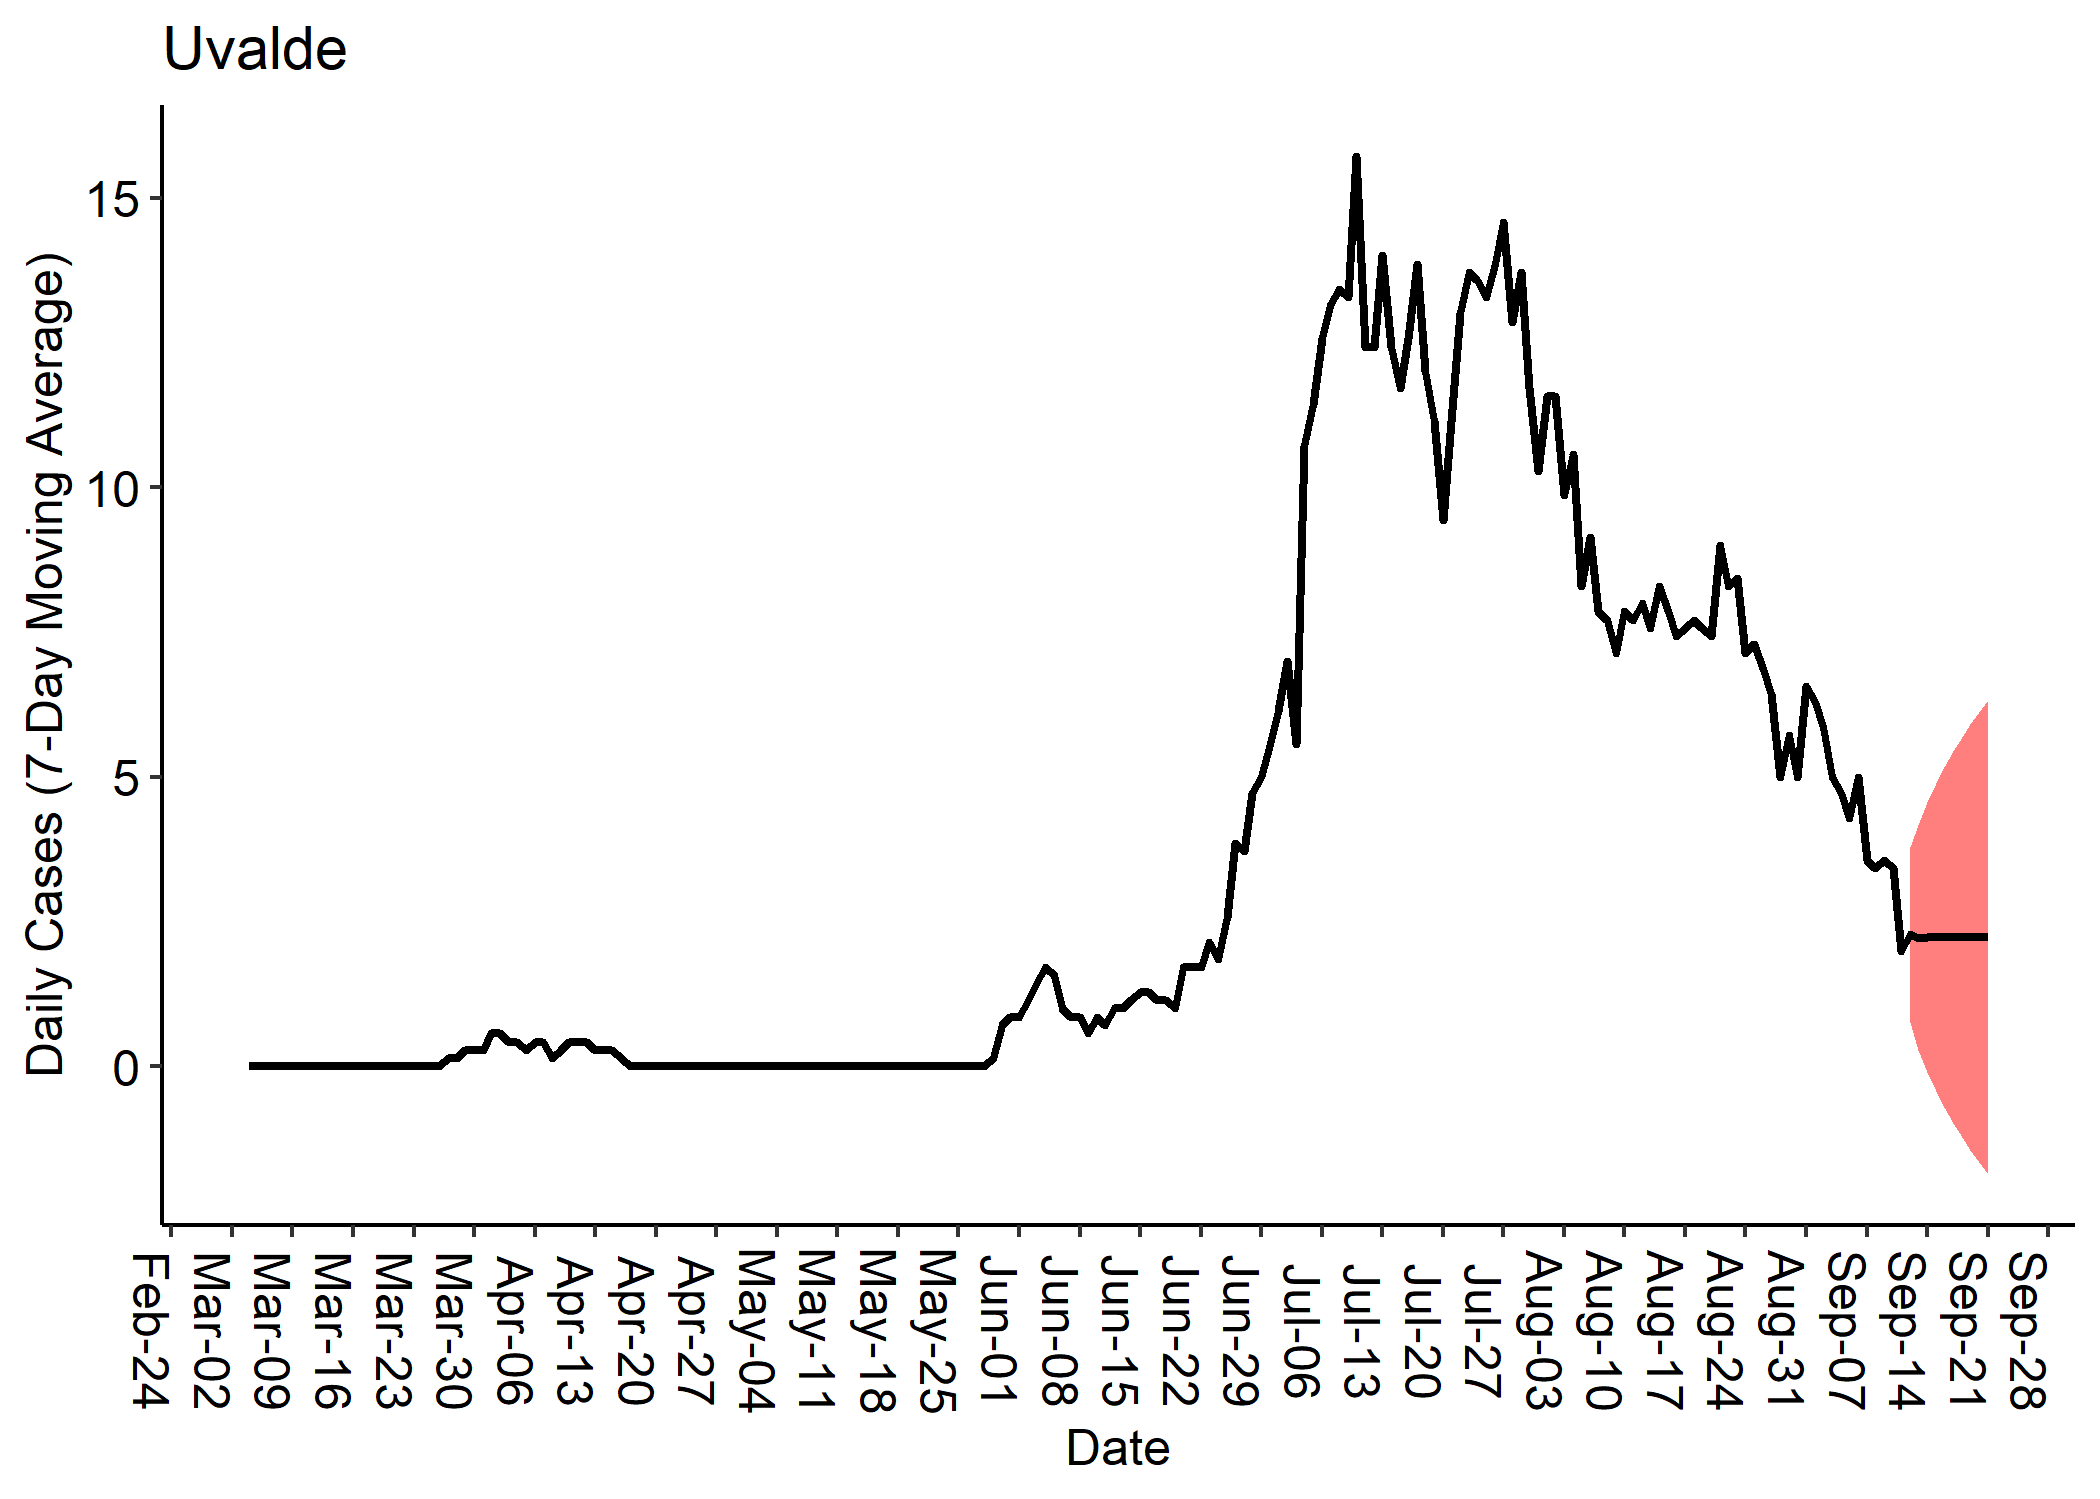 Uvalde
Daily Cases (7-Day Moving Average)
15
10
5
0
Feb-24
Mar-02
Mar-09
Mar-16
Mar-23
Mar-30
Apr-06
Apr-13
Apr-20
Apr-27
May-04
May-11
May-18
May-25
Jun-01
Jun-08
Jun-15
Jun-22
Jun-29
Jul-06
Jul-13
Jul-20
Jul-27
Aug-03
Aug-10
Aug-17
Aug-24
Aug-31
Sep-07
Sep-14
Sep-21
Sep-28
Date